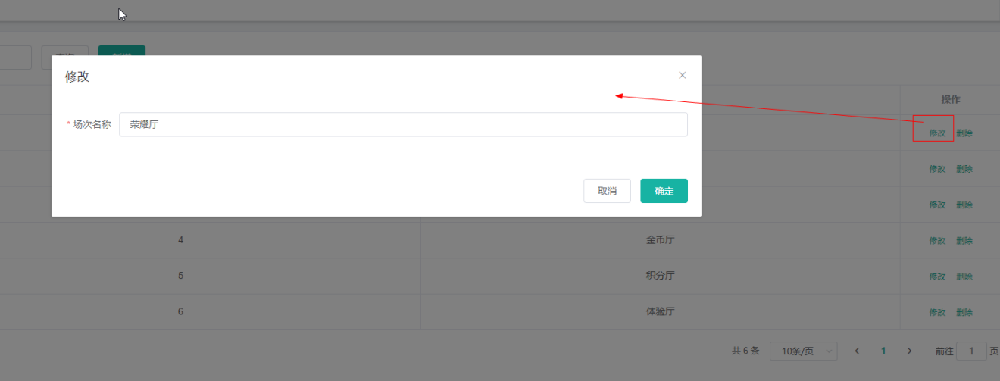 修改
* 场次名称 荣耀厅
取消 确定
操作
修改 删除
修改 删除
修改 删除
4 金币厅 修改 删除
5 积分厅 修改 删除
6 体验厅 修改 删除
共 6 条 10条/页 1 前往 1 页